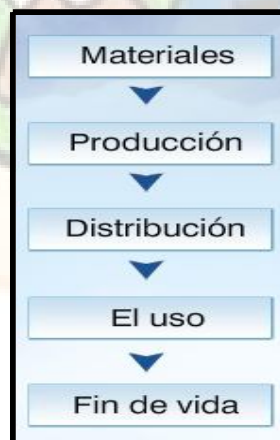 Materiales
Producción
Distribución
El uso
Fin de vida